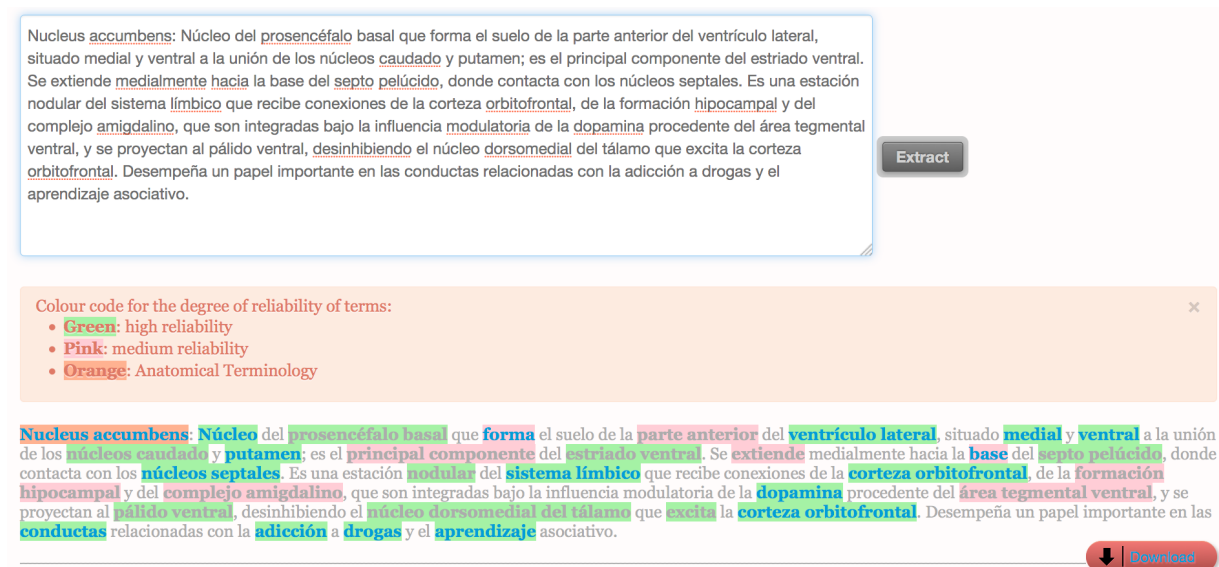 Nucleus accumbens: Núcleo del prosencéfalo basal que forma el suelo de la parte anterior del ventrículo lateral,
situado medial y ventral a la unión de los núcleos caudado y putamen; es el principal componente del estriado ventral.
Se extiende medialmente hacia la base del septo pelúcido, donde contacta con los núcleos septales. Es una estación
nodular del sistema límbico que recibe conexiones de la corteza orbitofrontal, de la formación hipocampal y del
complejo amigdalino, que son integradas bajo la influencia modulatoria de la dopamina procedente del área tegmental
ventral, y se proyectan al pálido ventral, desinhibiendo el núcleo dorsomedial del tálamo que excita la corteza
orbitofrontal. Desempeña un papel importante en las conductas relacionadas con la adicción a drogas y el
aprendizaje asociativo.
Extract
Colour code for the degree of reliability of terms:
• Green: high reliability
• Pink: medium reliability
• Orange: Anatomical Terminology
×
Nucleus accumbens: Núcleo del prosencéfalo basal que forma el suelo de la parte anterior del ventrículo lateral, situado medial y ventral a la unión
de los núcleos caudado y putamen; es el principal componente del estriado ventral. Se extiende medialmente hacia la base del septo pelúcido, donde
contacta con los núcleos septales. Es una estación nodular del sistema límbico que recibe conexiones de la corteza orbitofrontal, de la formación
hipocampal y del complejo amigdalino, que son integradas bajo la influencia modulatoria de la dopamina procedente del área tegmental ventral, y se
proyectan al pálido ventral, desinhibiendo el núcleo dorsomedial del tálamo que excita la corteza orbitofrontal. Desempeña un papel importante en las
conductas relacionadas con la adicción a drogas y el aprendizaje asociativo.
Download